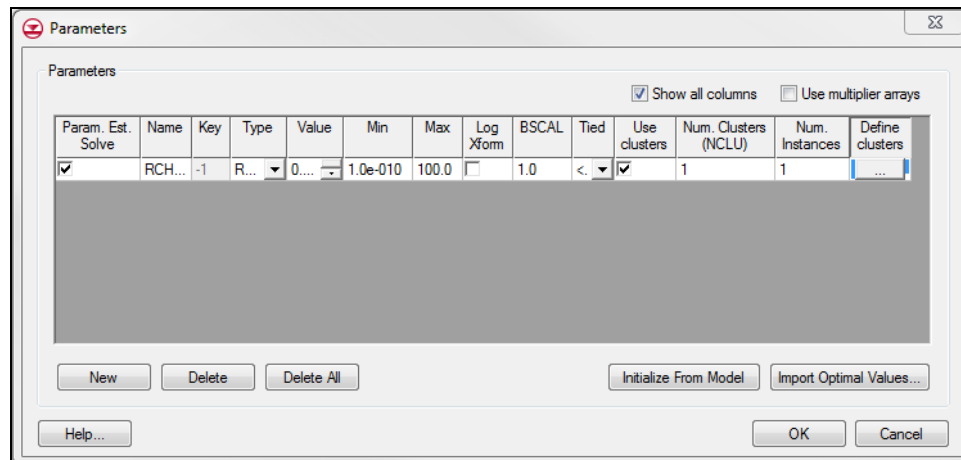 Parameters
Parameters
Show all columns Use multiplier arrays
Param. Est. Solve Name Key Type Value Min Max Log Xform BSCAL Tied Use clusters Num. Clusters (NCLU) Num. Instances Define clusters
RCH... -1 R... 0.... 1.0e-010 100.0 1.0 <. 1 1 ...
New Delete Delete All Initialize From Model Import Optimal Values...
Help... OK Cancel